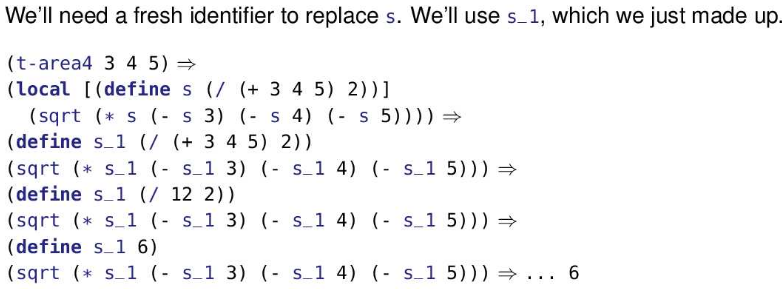 We'll need a fresh identifier to replace s. We'll use s_1, which we just made up.
(t-area4 3 4 5) ⇒
(local [(define s (/ (+ 3 4 5) 2))]
(sqrt (* s (- s 3) (- s 4) (- s 5)))) ⇒
(define s_1 (/ (+ 3 4 5) 2))
(sqrt (* s_1 (- s_1 3) (- s_1 4) (- s_1 5))) ⇒
(define s_1 (/ 12 2))
(sqrt (* s_1 (- s_1 3) (- s_1 4) (- s_1 5))) ⇒
(define s_1 6)
(sqrt (* s_1 (- s_1 3) (- s_1 4) (- s_1 5))) ⇒ ... 6